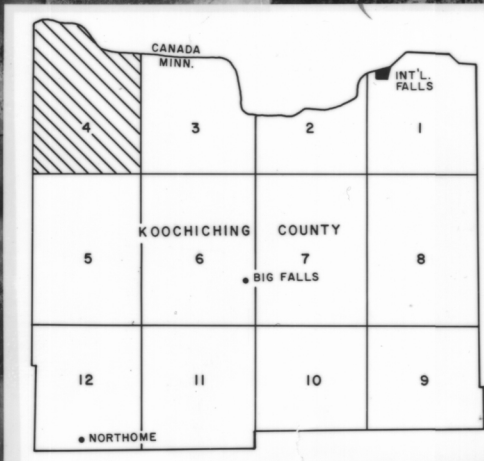 CANADA
MINN.
INT'L.
FALLS
4
3
2
1
KOOCHICHING COUNTY
5
6
7
8
BIG FALLS
12
11
10
9
NORTHOME